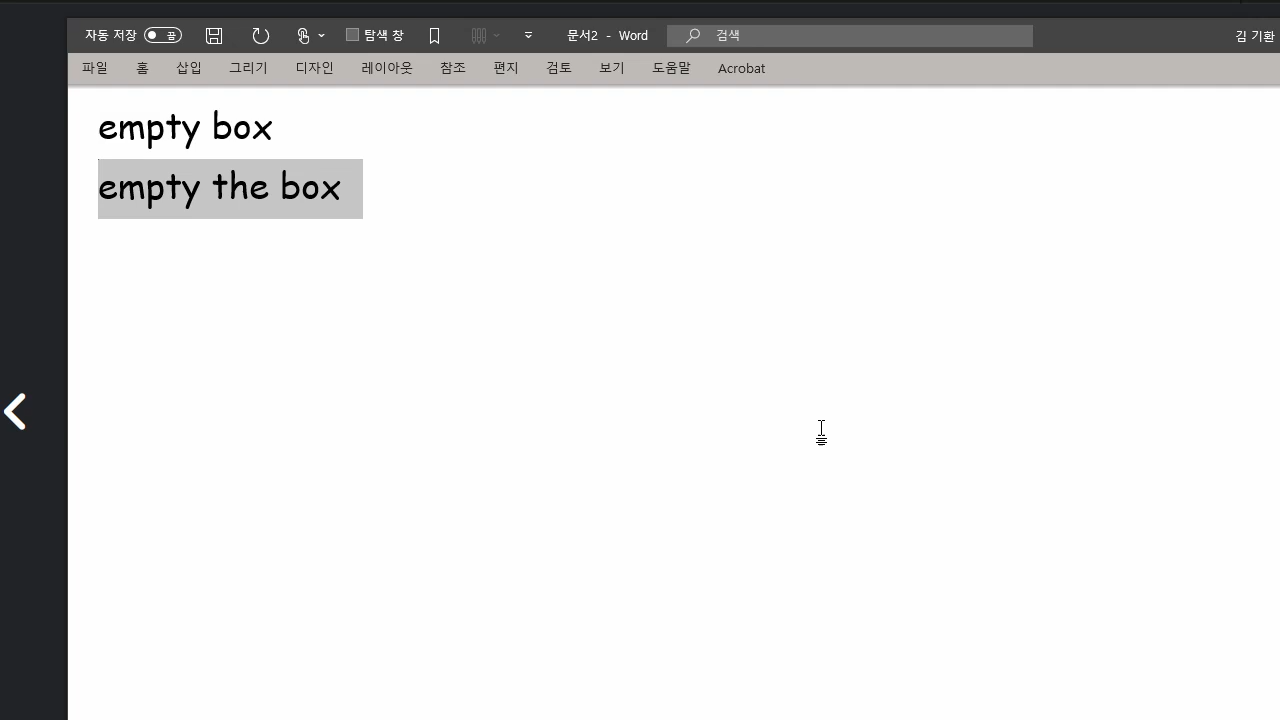 자동 저장 끔 탐색 창 문서2 - Word 검색 김 기환
파일 홈 삽입 그리기 디자인 레이아웃 참조 편지 검토 보기 도움말 Acrobat
empty box
empty the box